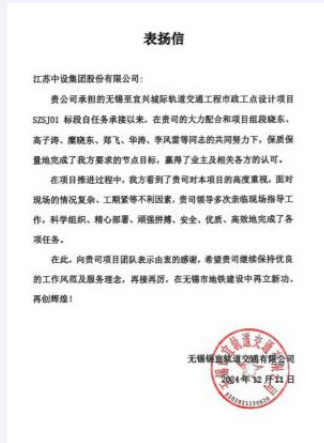 表扬信
江苏中设集团股份有限公司:
贵公司承担的无锡至宜兴城际轨道交通工程市政工点设计项目
SZSJ01 标段自任务承接以来，在贵司的大力配合和项目组段晓东、
高子涛、糜晓东、郑飞、华涛、李风雷等同志的共同努力下，保质保
量地完成了我方要求的节点目标，赢得了业主及相关各方的认可。
在项目推进过程中，我方看到了贵司对本项目的高度重视，面对
现场的情况复杂、工期紧等不利因素，贵司领导多次亲临现场指导工
作。科学组织、精心部署、顽强拼搏、安全、优质、高效地完成了各
项任务。
在此，向贵司项目团队表示由衷的感谢，希望贵司继续保持优良
的工作风范及服务理念，再接再厉，在无锡市地铁建设中再立新功、
再创辉煌！
无锡锡宜轨道交通有限公司
2024 年 12 月 11 日